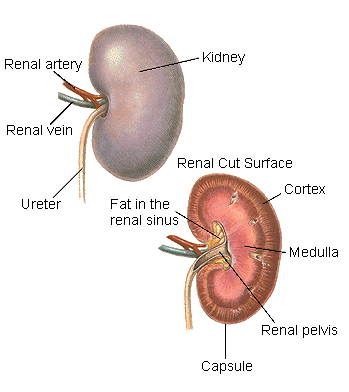 Kidney
Renal artery
Renal vein
Ureter
Renal Cut Surface
Cortex
Fat in the
renal sinus
Medulla
Renal pelvis
Capsule